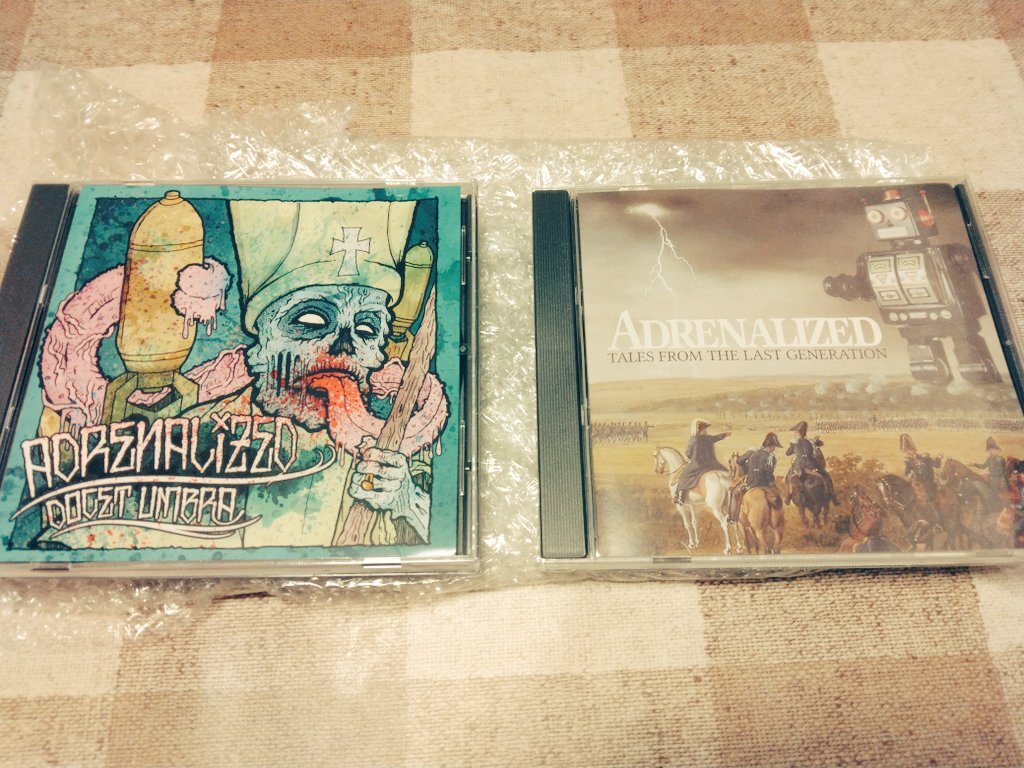 ADRENALIZED
DOCET UMBRA
ADRENALIZED
TALES FROM THE LAST GENERATION